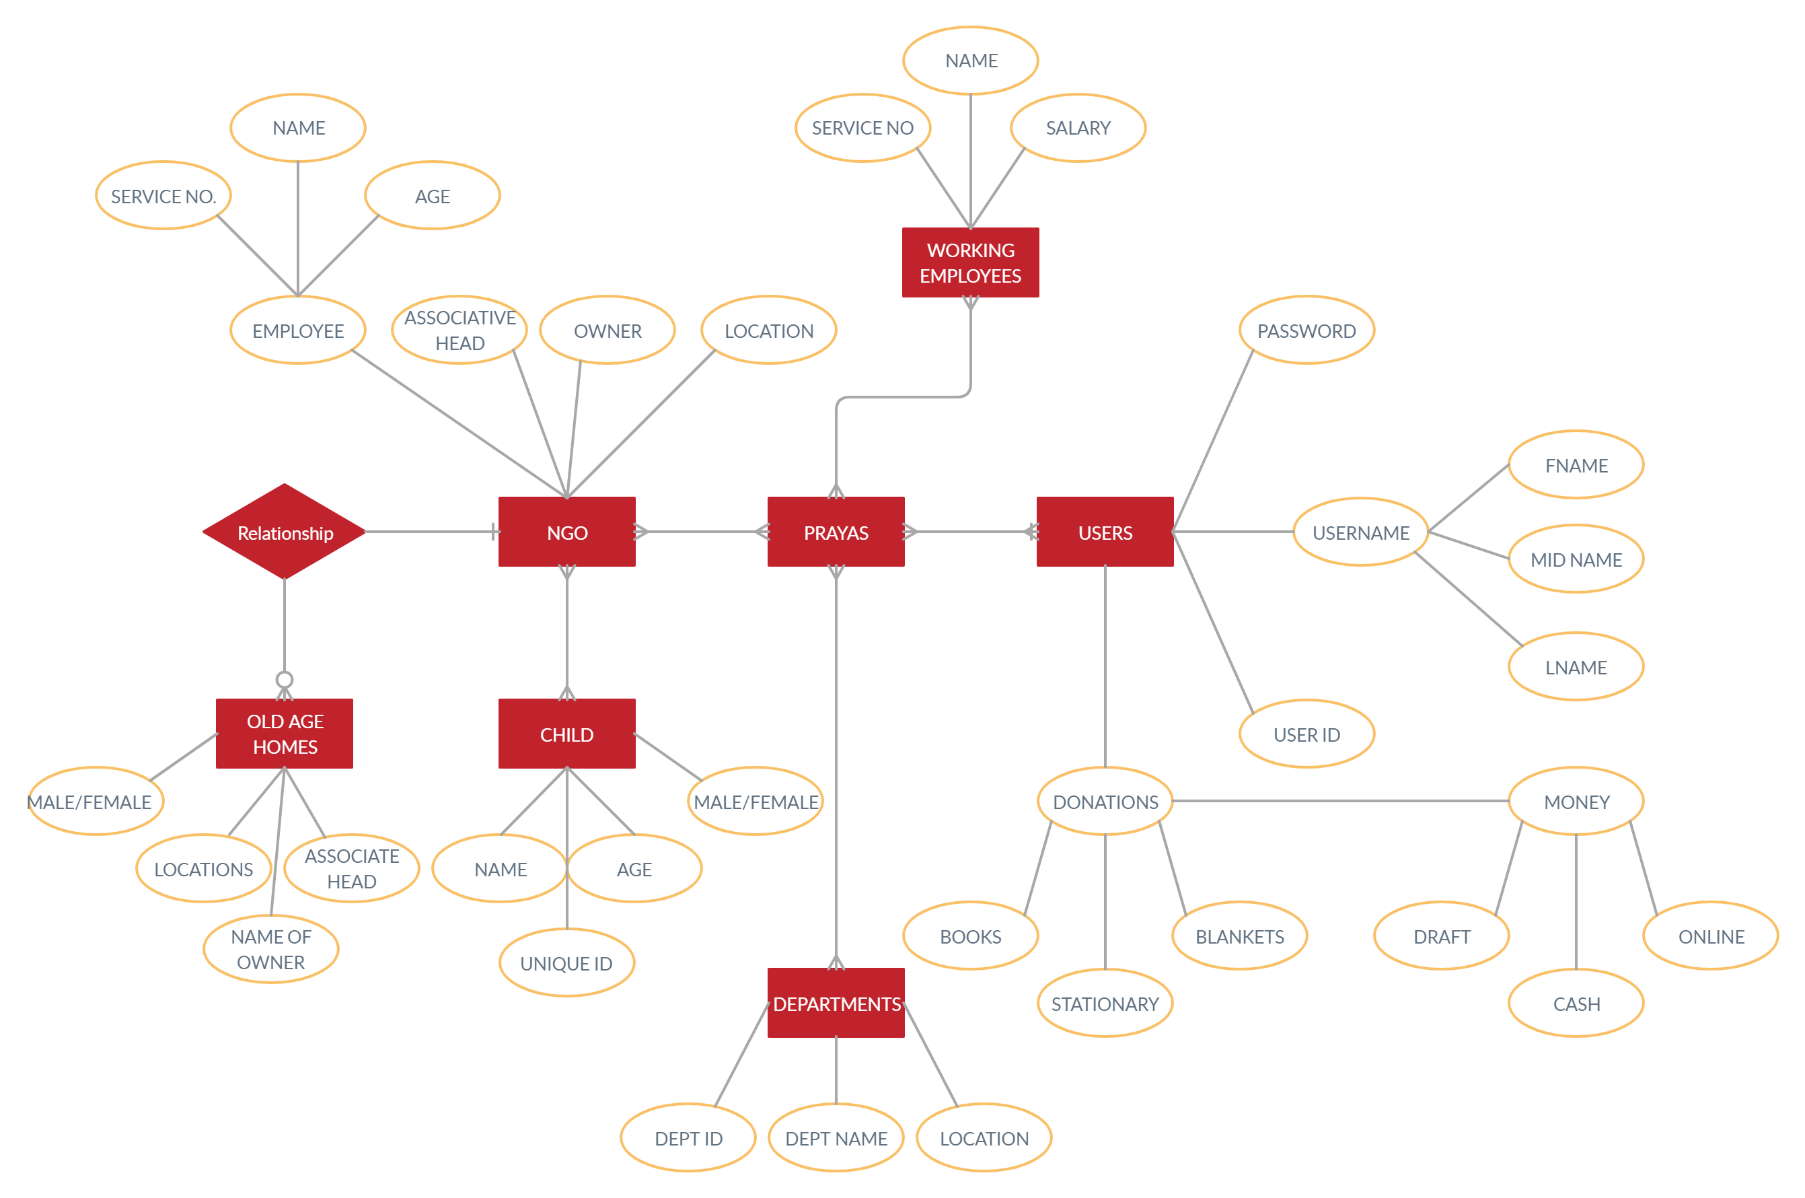 NAME
NAME
SERVICE NO
SALARY
SERVICE NO.
AGE
WORKING
EMPLOYEES
EMPLOYEE
ASSOCIATIVE
HEAD
OWNER
LOCATION
PASSWORD
FNAME
Relationship
NGO
PRAYAS
USERS
USERNAME
MID NAME
LNAME
OLD AGE
HOMES
CHILD
USER ID
MALE/FEMALE
MALE/FEMALE
DONATIONS
MONEY
LOCATIONS
ASSOCIATE
HEAD
NAME
AGE
NAME OF
OWNER
UNIQUE ID
BOOKS
BLANKETS
DRAFT
ONLINE
STATIONARY
CASH
DEPARTMENTS
DEPT ID
DEPT NAME
LOCATION